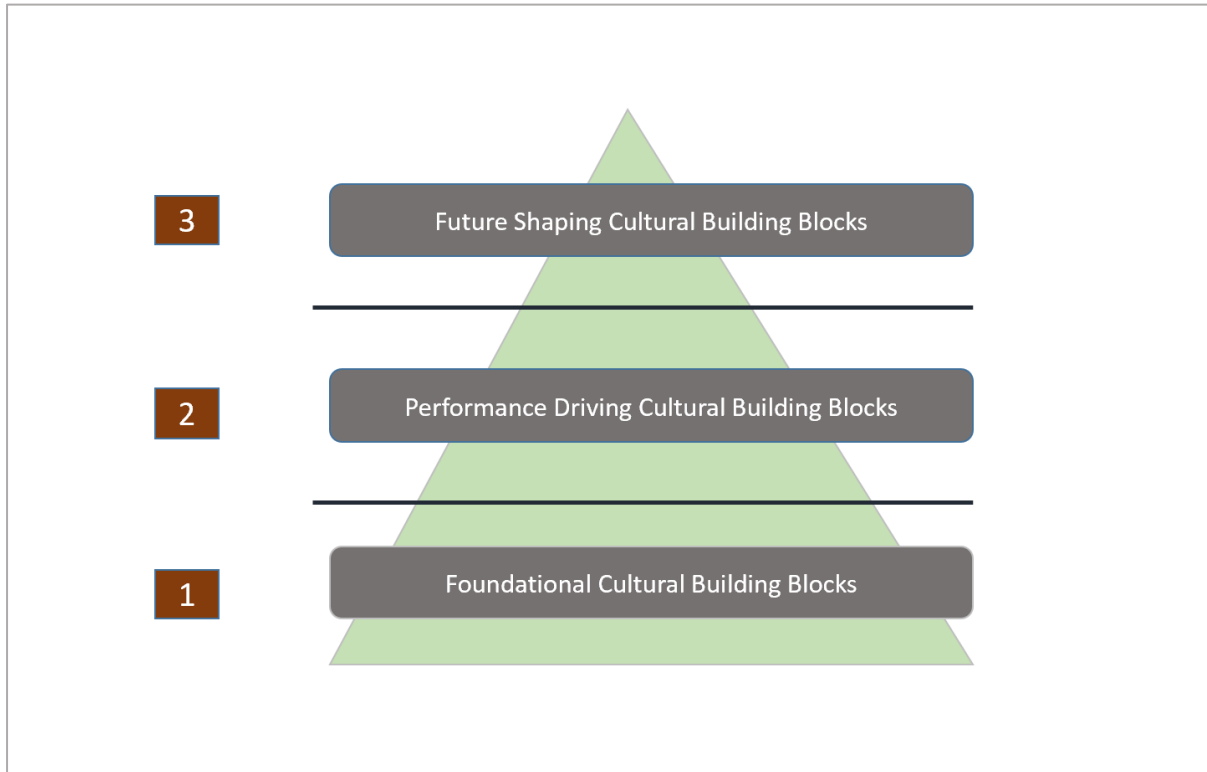 3
Future Shaping Cultural Building Blocks
2
Performance Driving Cultural Building Blocks
1
Foundational Cultural Building Blocks